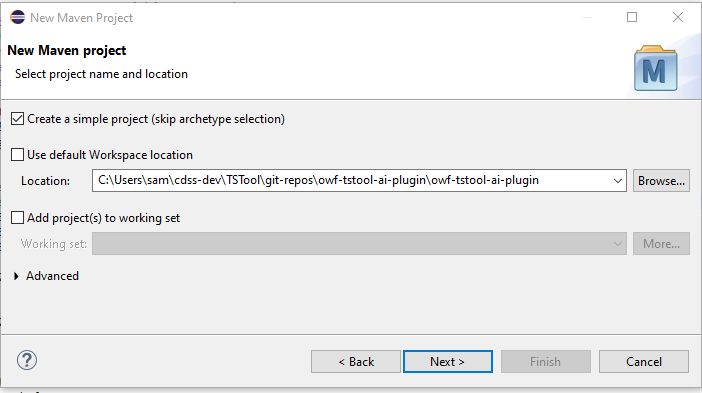 New Maven Project
New Maven project
Select project name and location
M
Create a simple project (skip archetype selection)
Use default Workspace location
Location: C:\Users\sam\cdss-dev\TSTool\git-repos\owf-tstool-ai-plugin\owf-tstool-ai-plugin Browse...
Add project(s) to working set
Working set: More...
Advanced
? < Back Next > Finish Cancel